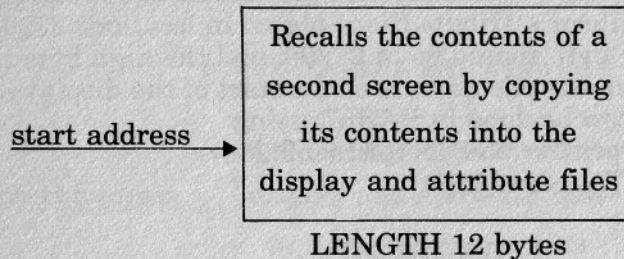 Recalls the contents of a
second screen by copying
start address
its contents into the
display and attribute files
LENGTH 12 bytes